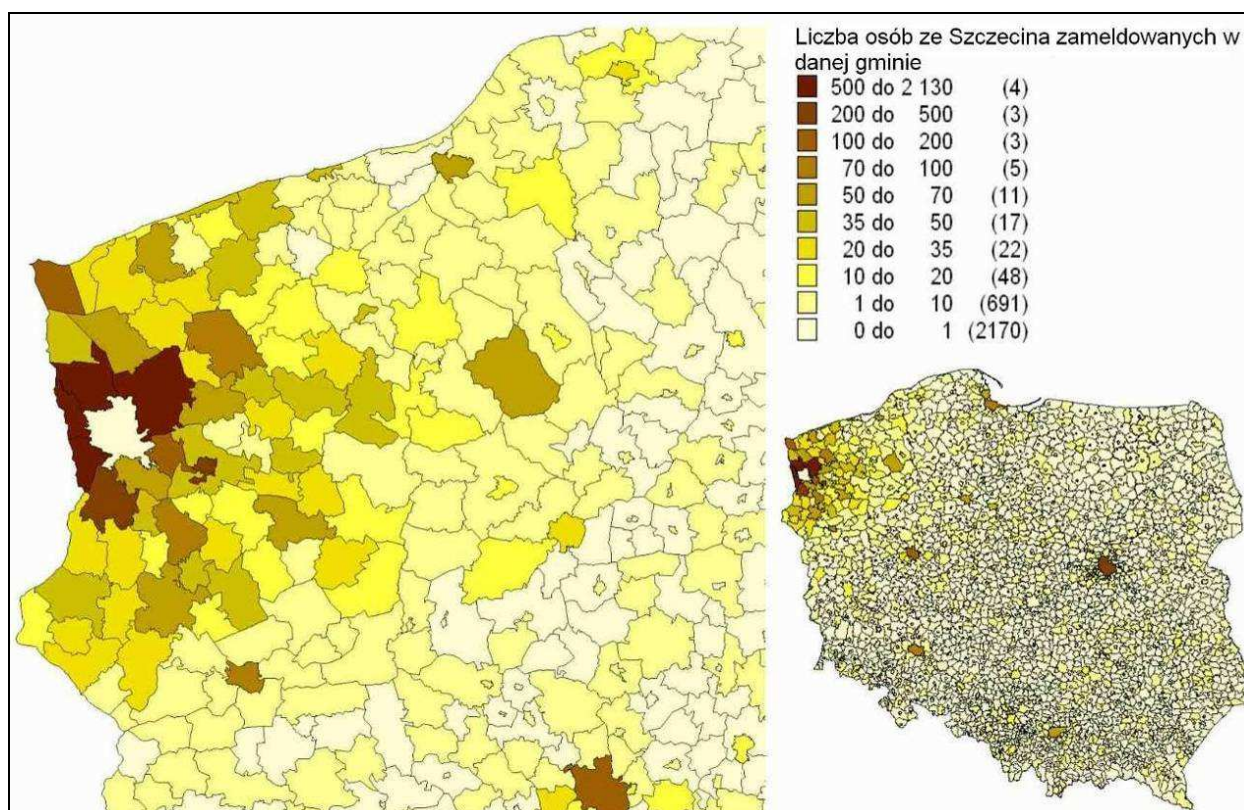 Liczba osób ze Szczecina zameldowanych w
danej gminie
500 do 2 130 (4)
200 do 500 (3)
100 do 200 (3)
70 do 100 (5)
50 do 70 (11)
35 do 50 (17)
20 do 35 (22)
10 do 20 (48)
1 do 10 (691)
0 do 1 (2170)